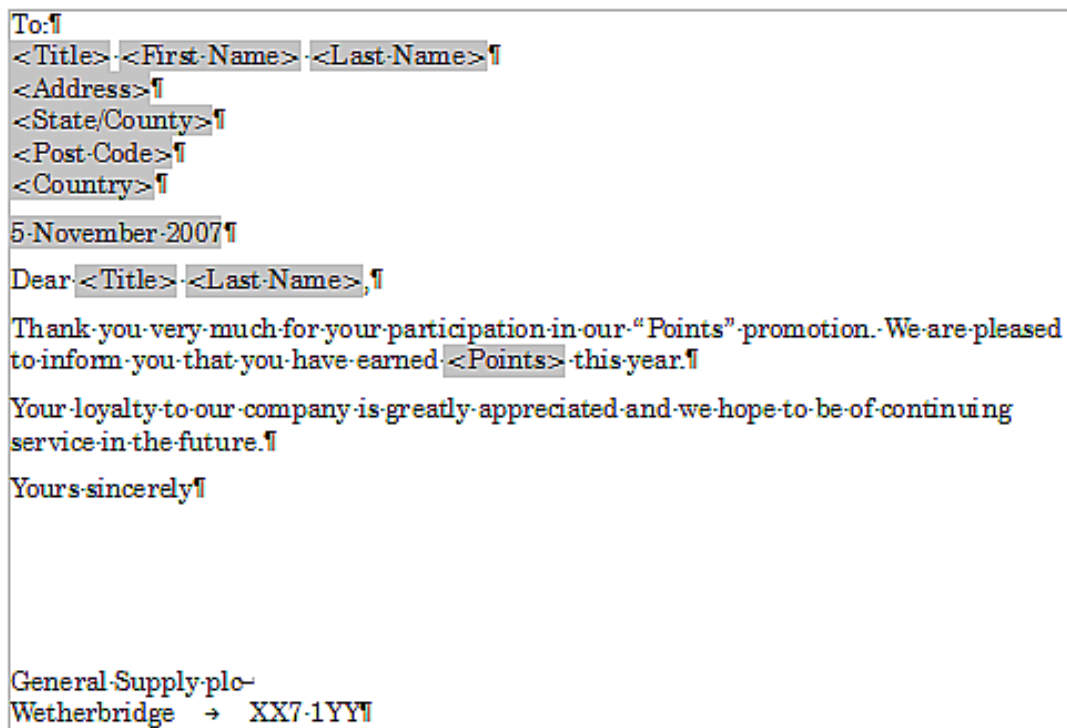 To:¶
<Title>·<First·Name>·<Last·Name>¶
<Address>¶
<State/County>¶
<Post·Code>¶
<Country>¶
5·November·2007¶
Dear·<Title>·<Last·Name>,¶
Thank·you·very·much·for·your·participation·in·our·“Points”·promotion.·We·are·pleased
to·inform·you·that·you·have·earned·<Points>·this·year.¶
Your·loyalty·to·our·company·is·greatly·appreciated·and·we·hope·to·be·of·continuing
service·in·the·future.¶
Yours·sincerely¶
General·Supply·plc↵
Wetherbridge → XX7·1YY¶